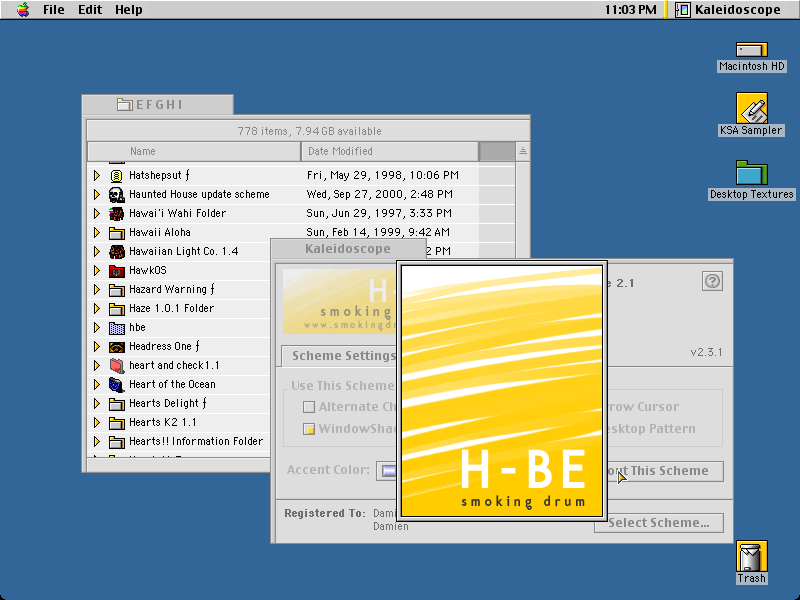 File Edit Help
11:03 PM
Kaleidoscope
Macintosh HD
KSA Sampler
Desktop Textures
Trash
EFGHI
778 items, 7.94 GB available
Name Date Modified
Hatshepsut ƒ Fri, May 29, 1998, 10:06 PM
Haunted House update scheme Wed, Sep 27, 2000, 2:48 PM
Hawai'i Wahi Folder Sun, Jun 29, 1997, 3:33 PM
Hawaii Aloha Sun, Feb 14, 1999, 9:42 AM
Hawaiian Light Co. 1.4 2 PM
HawkOS
Hazard Warning ƒ
Haze 1.0.1 Folder
hbe
Headress One ƒ
heart and check1.1
Heart of the Ocean
Hearts Delight ƒ
Hearts K2 1.1
Hearts!! Information Folder
Kaleidoscope
H-
smoking
www.smokingdr
2.1
?
v2.3.1
Scheme Settings
Use This Scheme
Alternate Ch
rrow Cursor
WindowSha
esktop Pattern
Accent Color:
out This Scheme
Registered To: Dami
Damien
Select Scheme...
H-BE
smoking drum